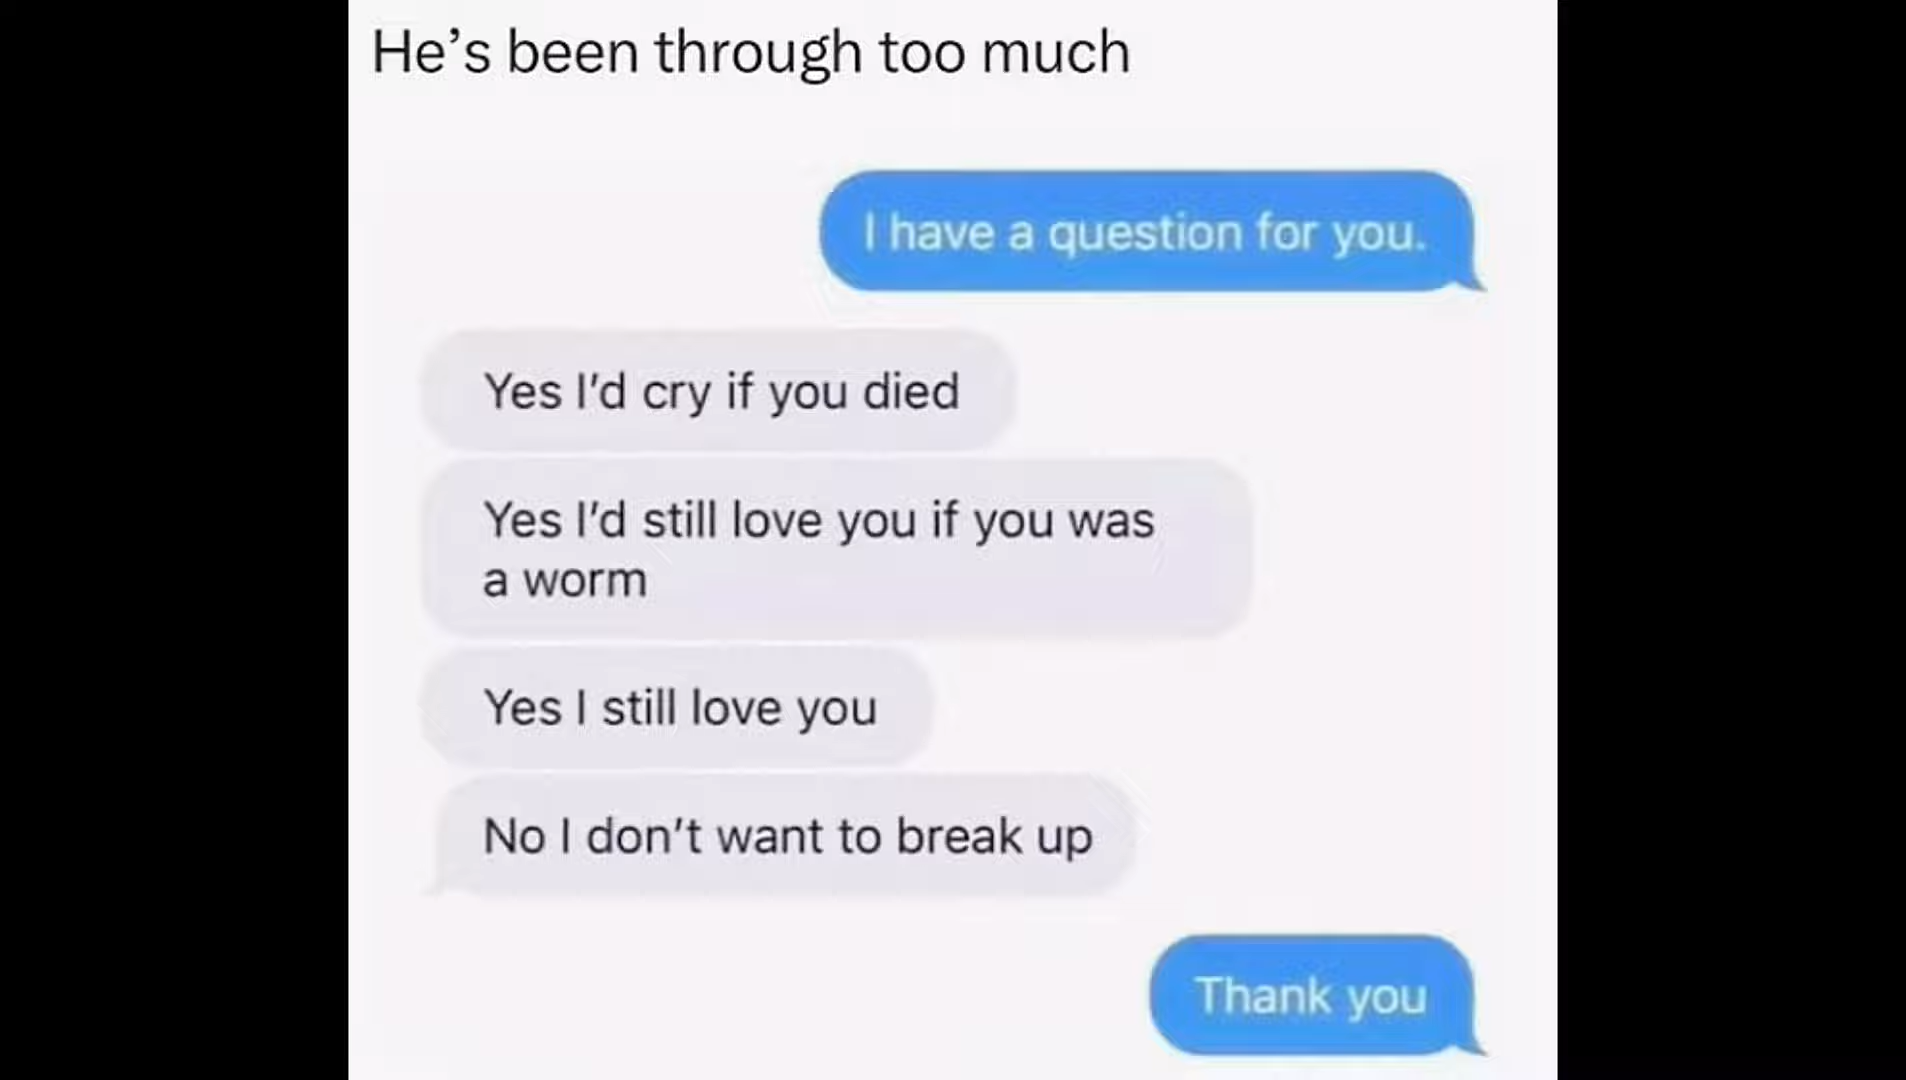 He’s been through too much
I have a question for you.
Yes I’d cry if you died
Yes I’d still love you if you was
a worm
Yes I still love you
No I don’t want to break up
Thank you